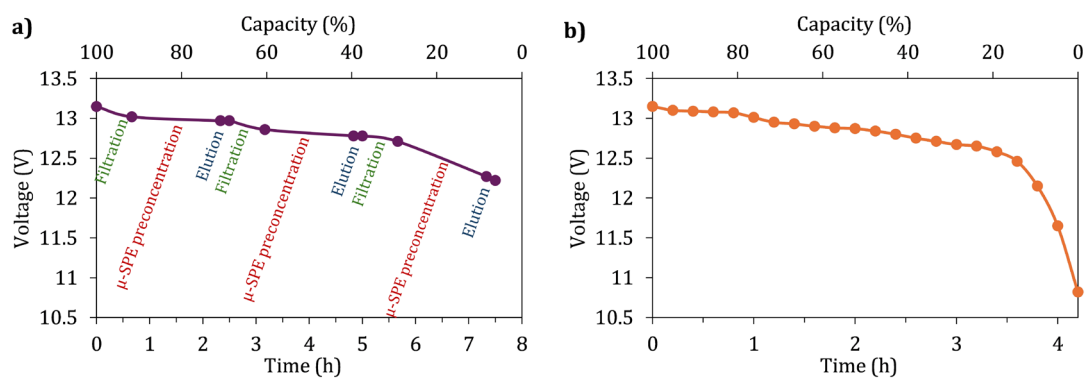 a)
Capacity (%)
100 80 60 40 20 0
13.5
13
12.5
12
11.5
11
10.5
Voltage (V)
Filtration
µ-SPE preconcentration
Elution
Filtration
µ-SPE preconcentration
Elution
Filtration
µ-SPE preconcentration
Elution
0 1 2 3 4 5 6 7 8
Time (h)
b)
Capacity (%)
100 80 60 40 20 0
13.5
13
12.5
12
11.5
11
10.5
Voltage (V)
0 1 2 3 4
Time (h)